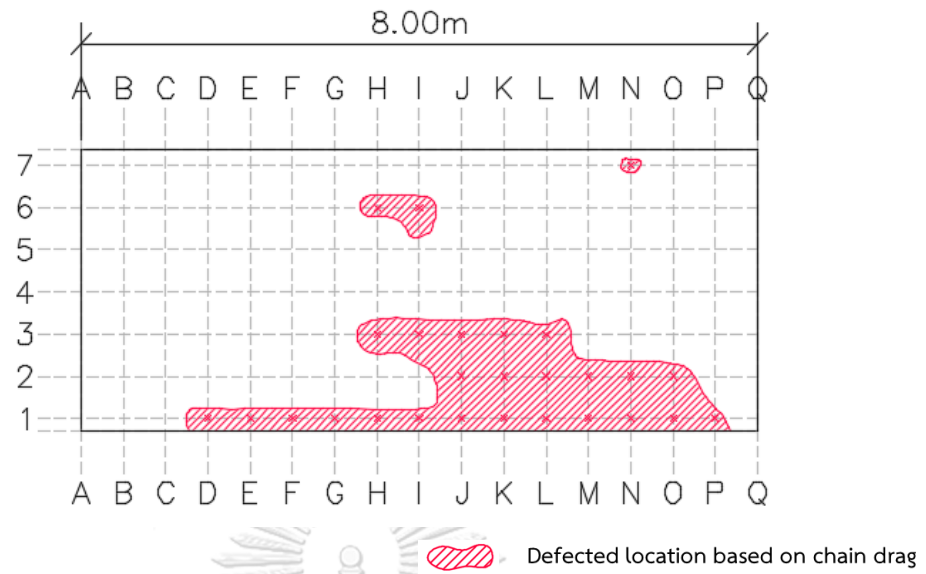 8.00m
A B C D E F G H I J K L M N O P Q
7
6
5
4
3
2
1
A B C D E F G H I J K L M N O P Q
Defected location based on chain drag